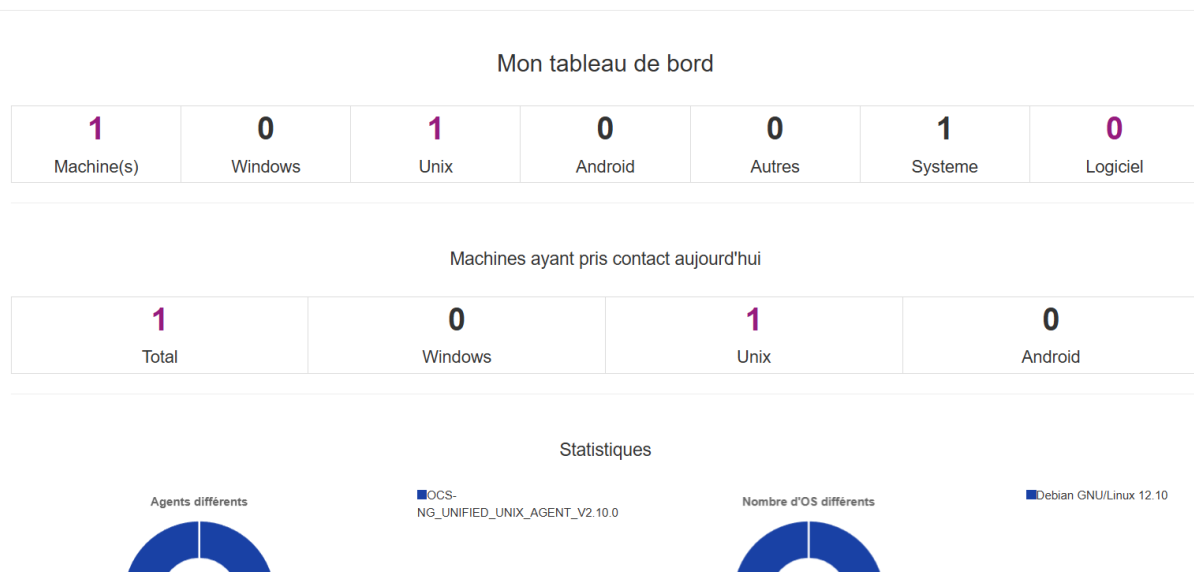 Mon tableau de bord
1 0 1 0 0 1 0
Machine(s) Windows Unix Android Autres Systeme Logiciel
Machines ayant pris contact aujourd'hui
1 0 1 0
Total Windows Unix Android
Statistiques
Agents différents
OCS-
NG_UNIFIED_UNIX_AGENT_V2.10.0
Nombre d'OS différents
Debian GNU/Linux 12.10